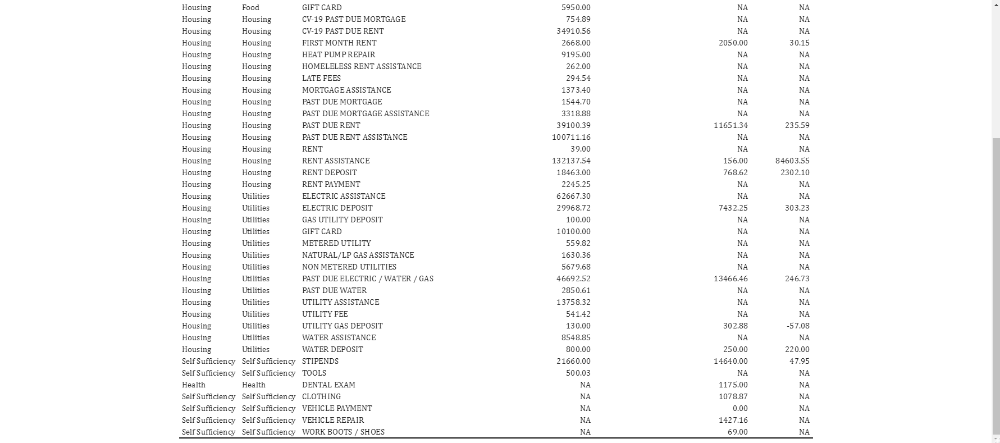 Housing Food GIFT CARD 5950.00 NA NA
Housing Housing CV-19 PAST DUE MORTGAGE 754.89 NA NA
Housing Housing CV-19 PAST DUE RENT 34910.56 NA NA
Housing Housing FIRST MONTH RENT 2668.00 2050.00 30.15
Housing Housing HEAT PUMP REPAIR 9195.00 NA NA
Housing Housing HOMELELESS RENT ASSISTANCE 262.00 NA NA
Housing Housing LATE FEES 294.54 NA NA
Housing Housing MORTGAGE ASSISTANCE 1373.40 NA NA
Housing Housing PAST DUE MORTGAGE 1544.70 NA NA
Housing Housing PAST DUE MORTGAGE ASSISTANCE 3318.88 NA NA
Housing Housing PAST DUE RENT 39100.39 11651.34 235.59
Housing Housing PAST DUE RENT ASSISTANCE 100711.16 NA NA
Housing Housing RENT 39.00 NA NA
Housing Housing RENT ASSISTANCE 132137.54 156.00 84603.55
Housing Housing RENT DEPOSIT 18463.00 768.62 2302.10
Housing Housing RENT PAYMENT 2245.25 NA NA
Housing Utilities ELECTRIC ASSISTANCE 62667.30 NA NA
Housing Utilities ELECTRIC DEPOSIT 29968.72 7432.25 303.23
Housing Utilities GAS UTILITY DEPOSIT 100.00 NA NA
Housing Utilities GIFT CARD 10100.00 NA NA
Housing Utilities METERED UTILITY 559.82 NA NA
Housing Utilities NATURAL/LP GAS ASSISTANCE 1630.36 NA NA
Housing Utilities NON METERED UTILITIES 5679.68 NA NA
Housing Utilities PAST DUE ELECTRIC / WATER / GAS 46692.52 13466.46 246.73
Housing Utilities PAST DUE WATER 2850.61 NA NA
Housing Utilities UTILITY ASSISTANCE 13758.32 NA NA
Housing Utilities UTILITY FEE 541.42 NA NA
Housing Utilities UTILITY GAS DEPOSIT 130.00 302.88 -57.08
Housing Utilities WATER ASSISTANCE 8548.85 NA NA
Housing Utilities WATER DEPOSIT 800.00 250.00 220.00
Self Sufficiency Self Sufficiency STIPENDS 21660.00 14640.00 47.95
Self Sufficiency Self Sufficiency TOOLS 500.03 NA NA
Health Health DENTAL EXAM NA 1175.00 NA
Self Sufficiency Self Sufficiency CLOTHING NA 1078.87 NA
Self Sufficiency Self Sufficiency VEHICLE PAYMENT NA 0.00 NA
Self Sufficiency Self Sufficiency VEHICLE REPAIR NA 1427.16 NA
Self Sufficiency Self Sufficiency WORK BOOTS / SHOES NA 69.00 NA